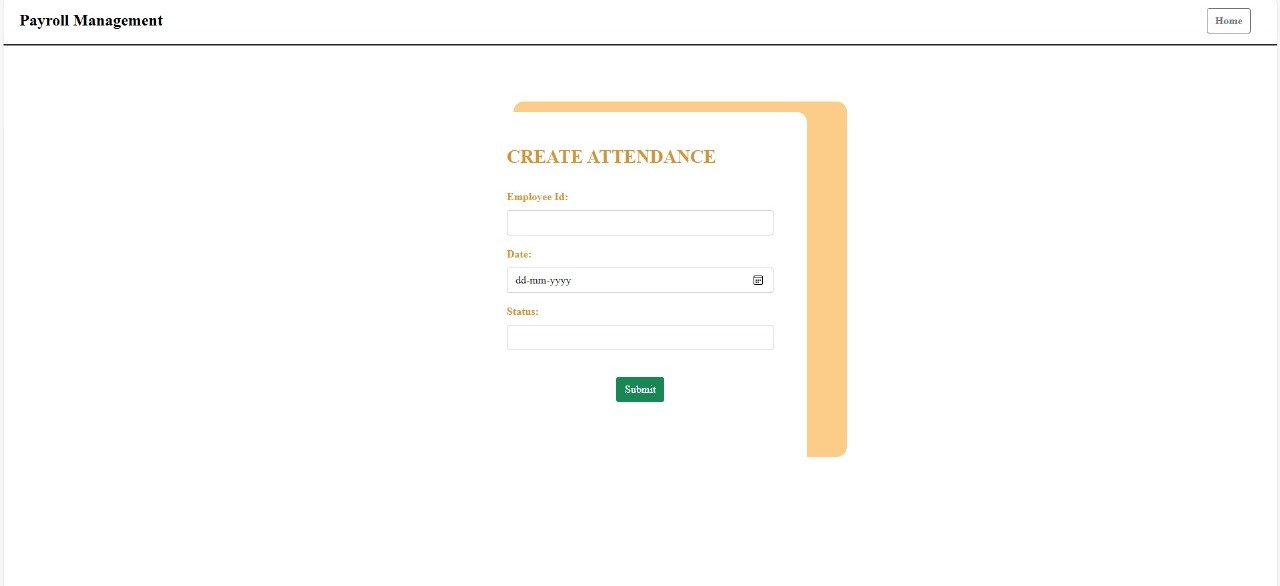 Payroll Management
Home
CREATE ATTENDANCE
Employee Id:
Date:
dd-mm-yyyy
Status:
Submit